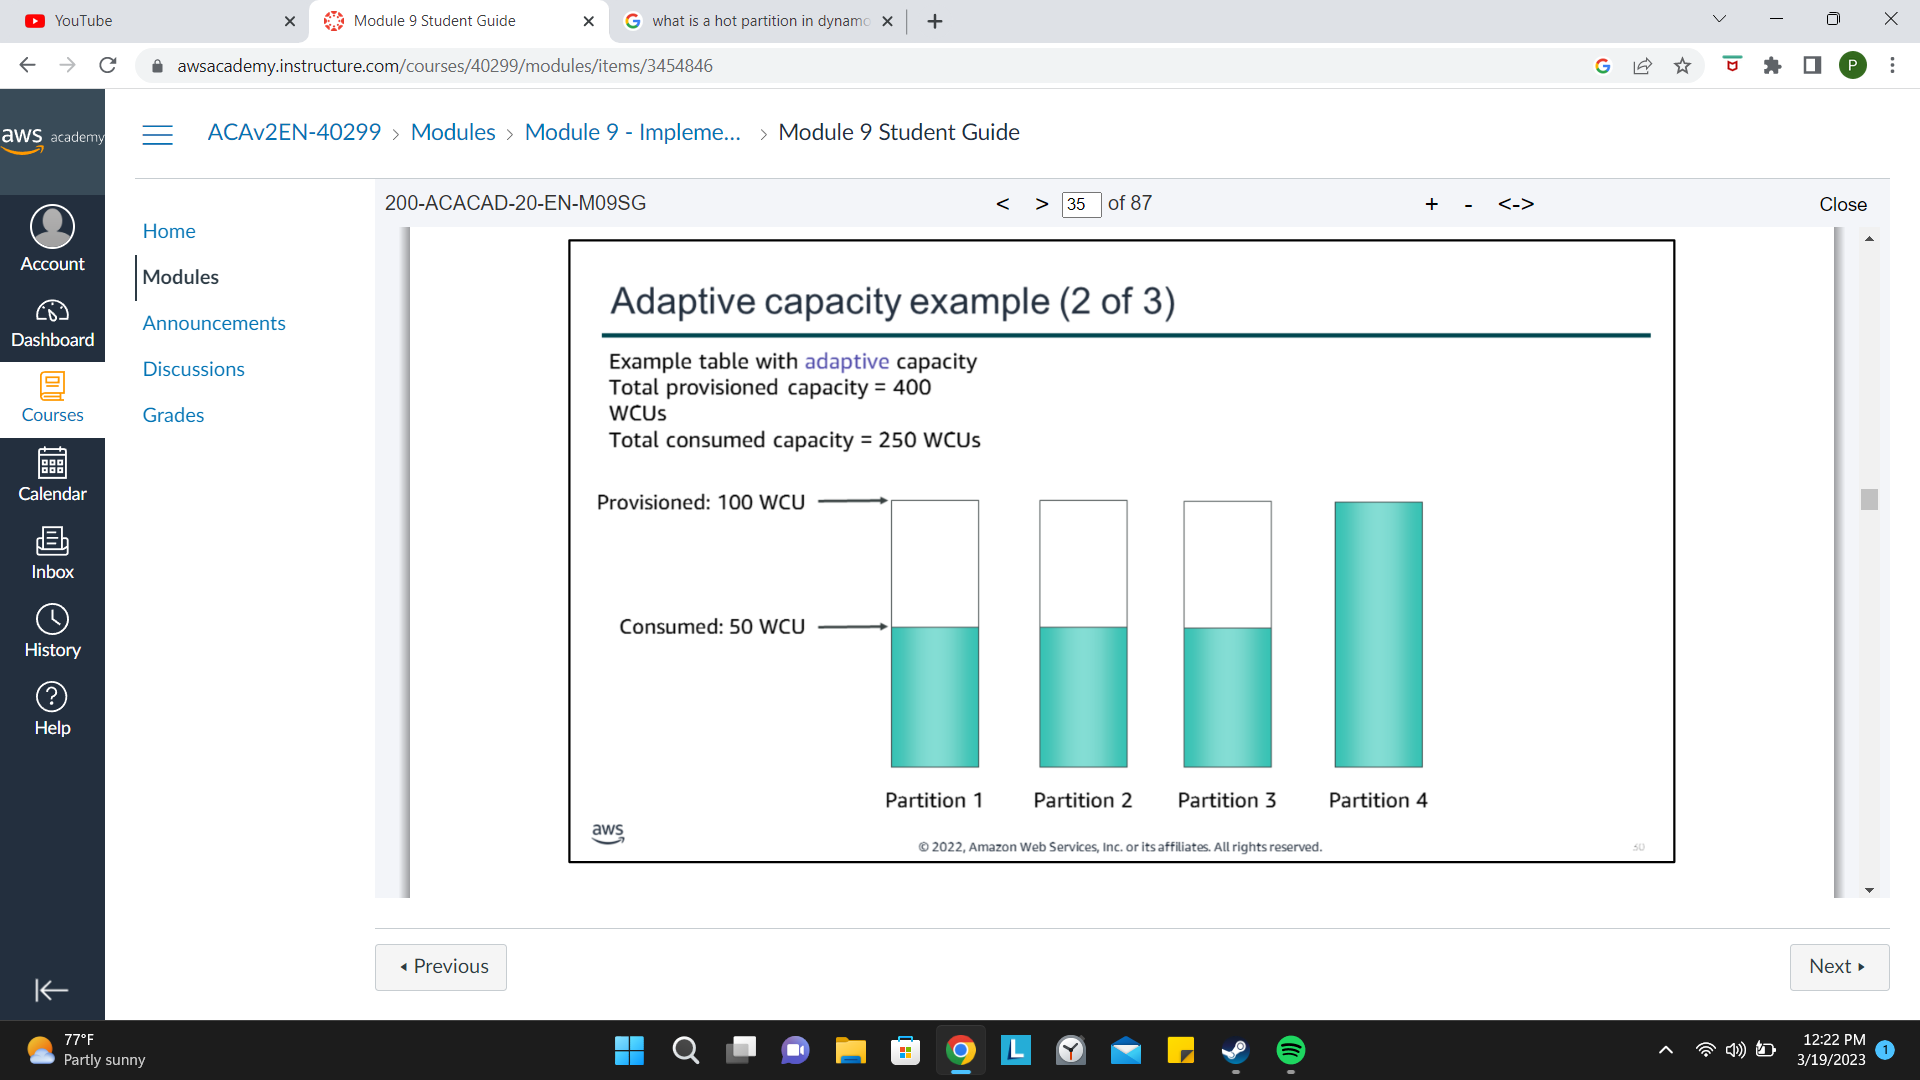 YouTube
Module 9 Student Guide
what is a hot partition in dynamo
awsacademy.instructure.com/courses/40299/modules/items/3454846
P
aws academy
ACAv2EN-40299 > Modules > Module 9 - Impleme... > Module 9 Student Guide
200-ACACAD-20-EN-M09SG
< > 35 of 87
+ - <-> Close
Account
Dashboard
Courses
Calendar
Inbox
History
Help
Home
Modules
Announcements
Discussions
Grades
Adaptive capacity example (2 of 3)
Example table with adaptive capacity
Total provisioned capacity = 400
WCUs
Total consumed capacity = 250 WCUs
Provisioned: 100 WCU
Consumed: 50 WCU
Partition 1 Partition 2 Partition 3 Partition 4
aws
© 2022, Amazon Web Services, Inc. or its affiliates. All rights reserved.
30
Previous
Next
77°F
Partly sunny
L
12:22 PM
3/19/2023
1